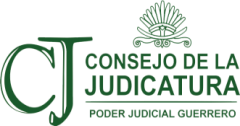 CJ
CONSEJO DE LA
JUDICATURA
PODER JUDICIAL GUERRERO